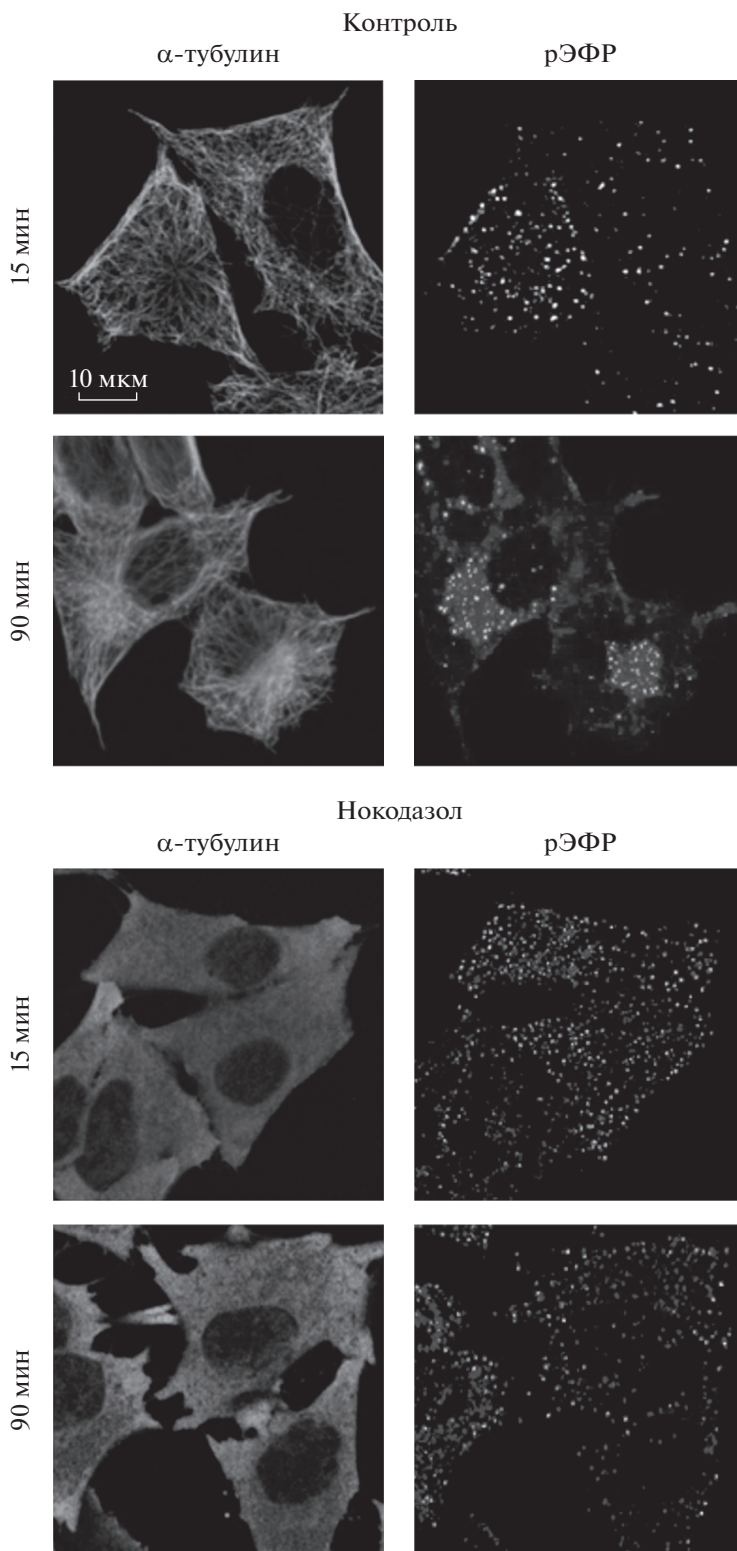 Контроль
α-тубулин рЭФР
15 мин
10 мкм
90 мин
Нокодазол
α-тубулин рЭФР
15 мин
90 мин